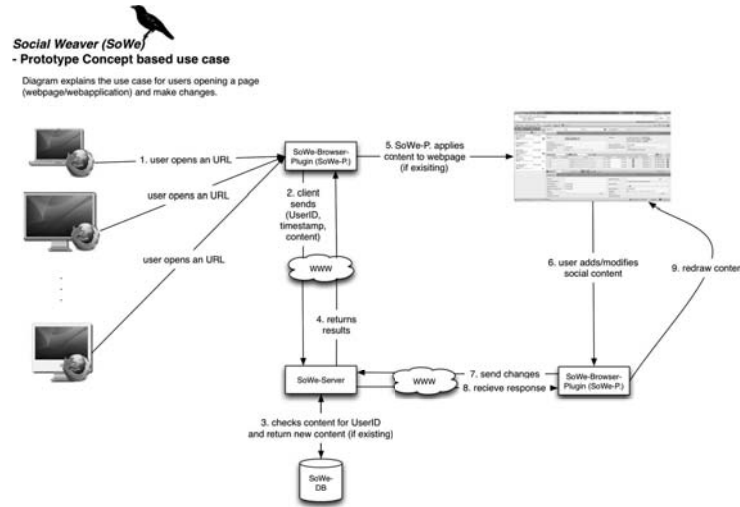 Social Weaver (SoWe)
- Prototype Concept based use case
Diagram explains the use case for users opening a page
(webpage/webapplication) and make changes.
1. user opens an URL
user opens an URL
user opens an URL
.
.
.
SoWe-Browser-
Plugin (SoWe-P.)
5. SoWe-P. applies
content to webpage
(if exisiting)
2. client
sends
(UserID,
timestamp,
content)
WWW
4. returns
results
6. user adds/modifies
social content
9. redraw conten
SoWe-Server
7. send changes
WWW
8. recieve response
SoWe-Browser-
Plugin (SoWe-P.)
3. checks content for UserID
and return new content (if existing)
SoWe-
DB